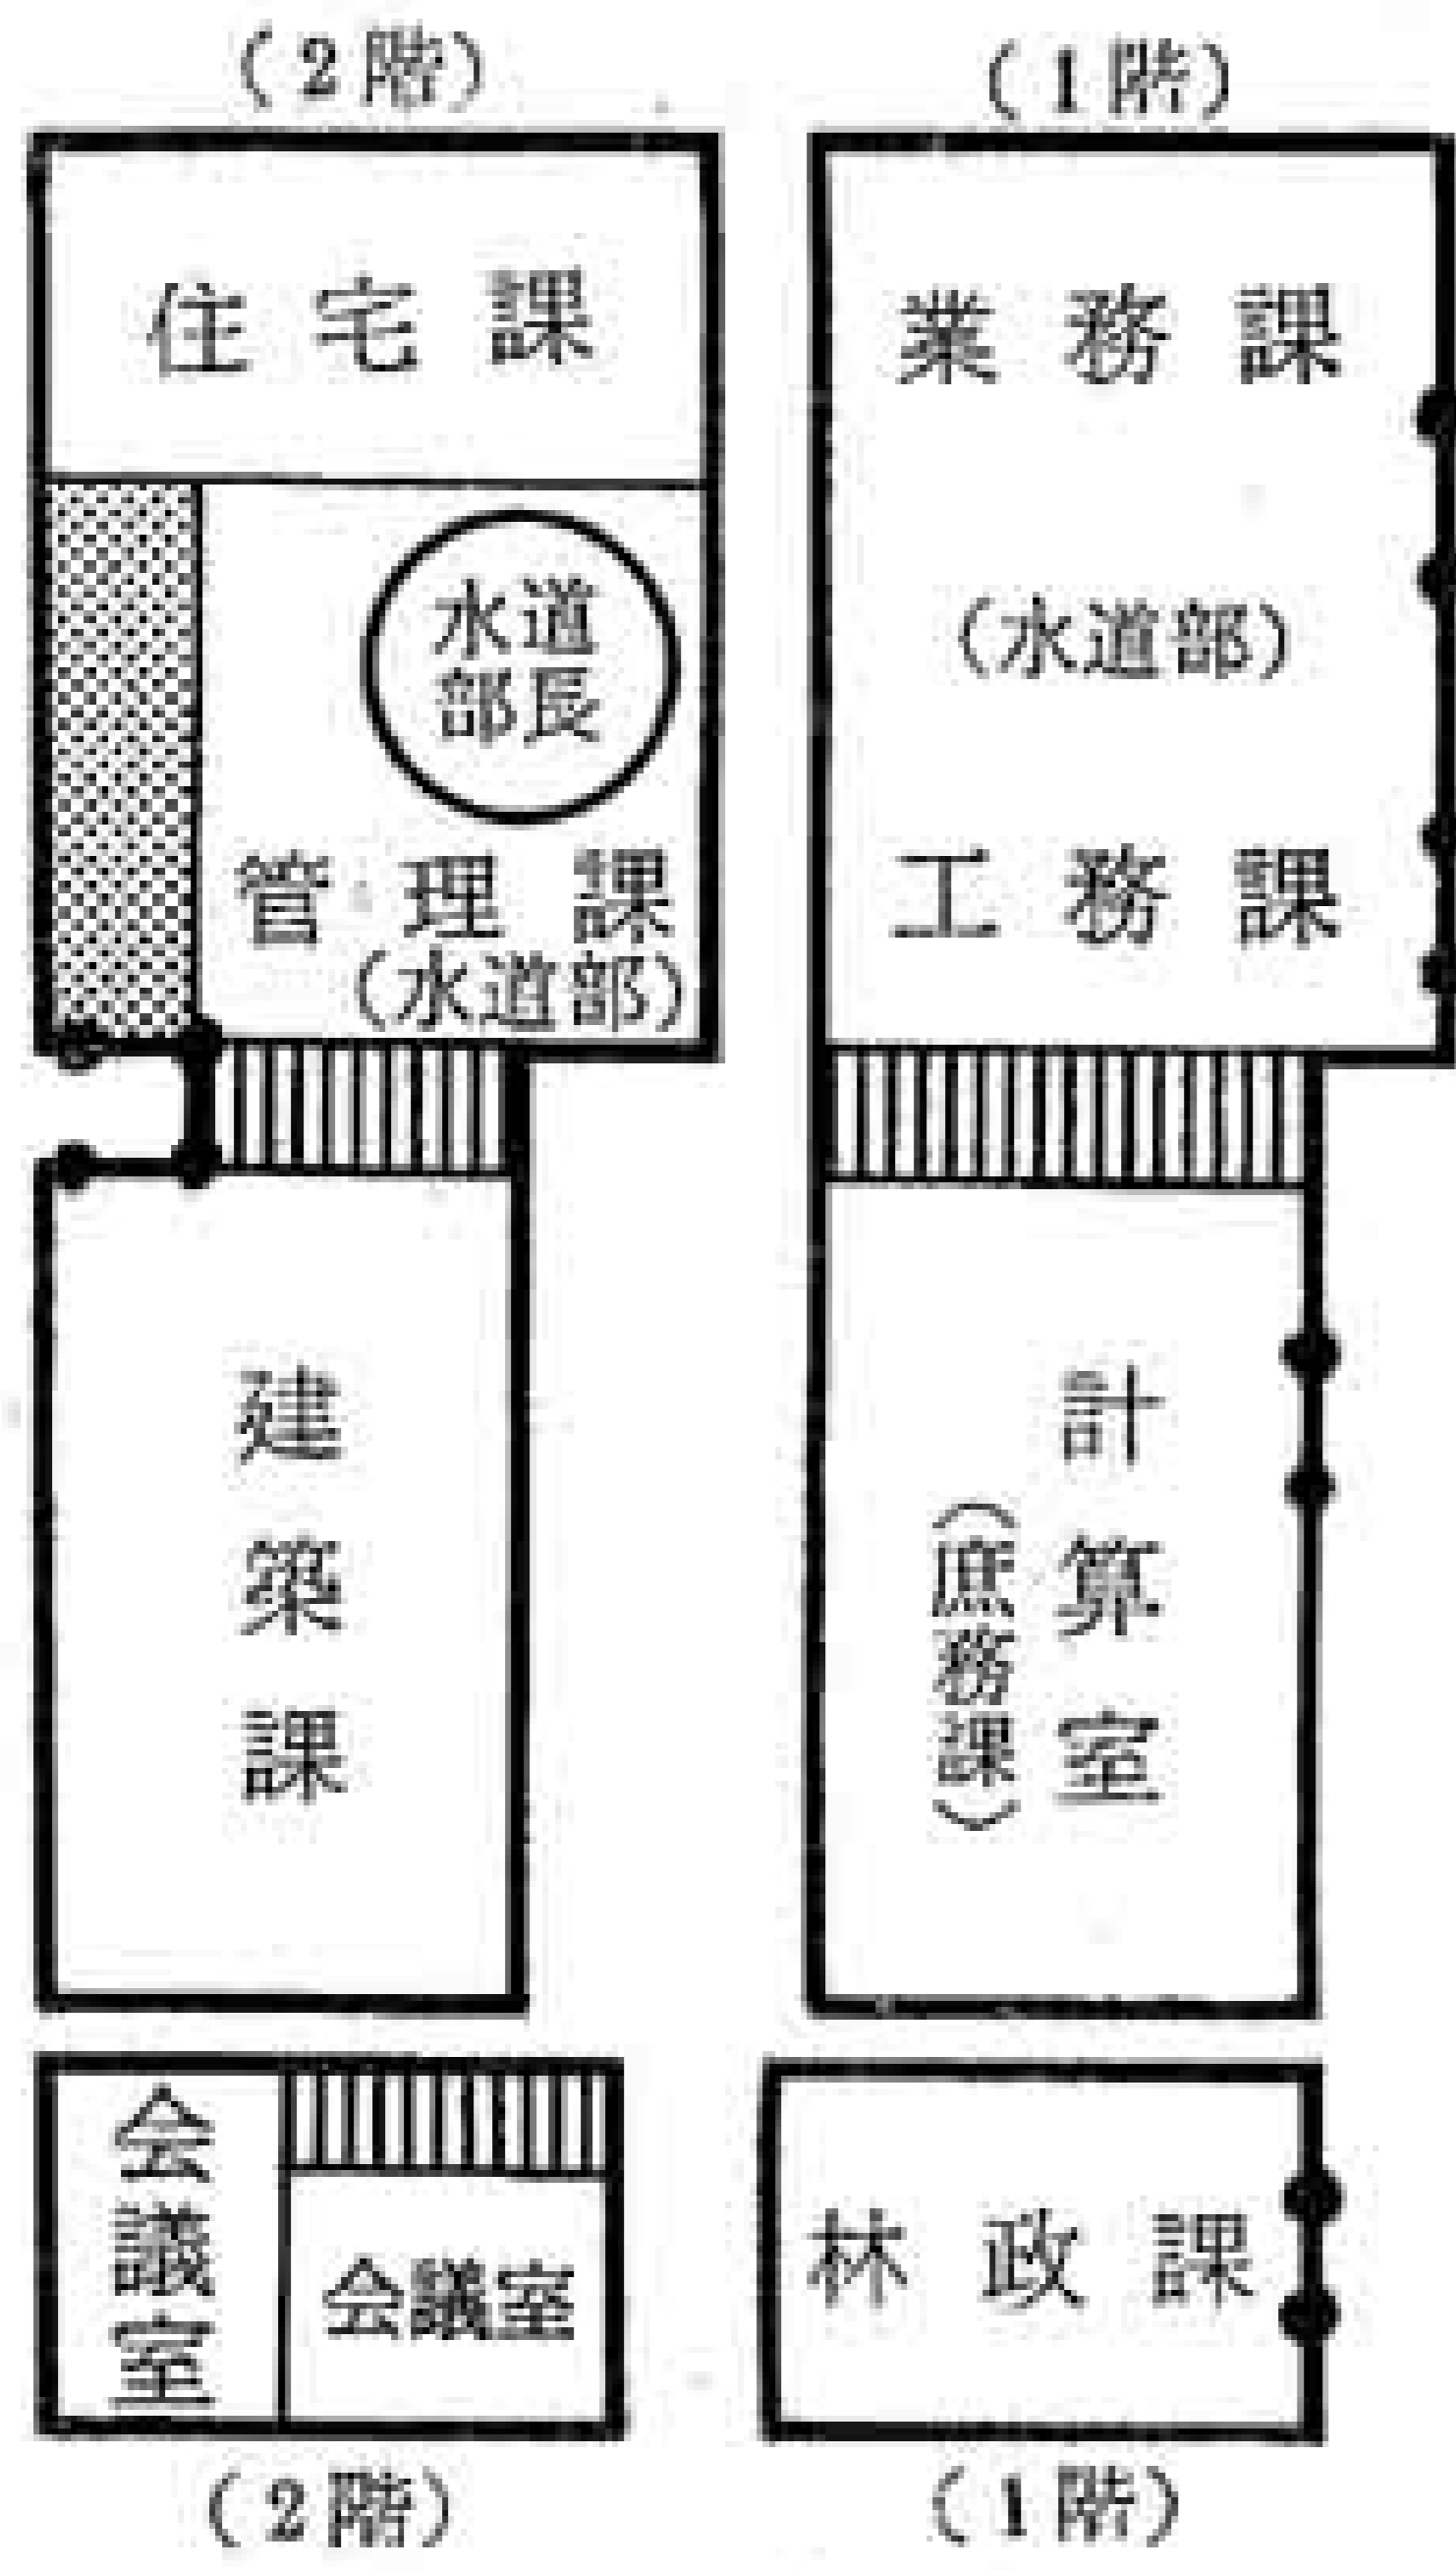 （2階）
住宅課
水道
部長
管理課
（水道部）
建築課
（1階）
業務課
（水道部）
工務課
計算室
（庶務課）
会議室
会議室
（2階）
林政課
（1階）